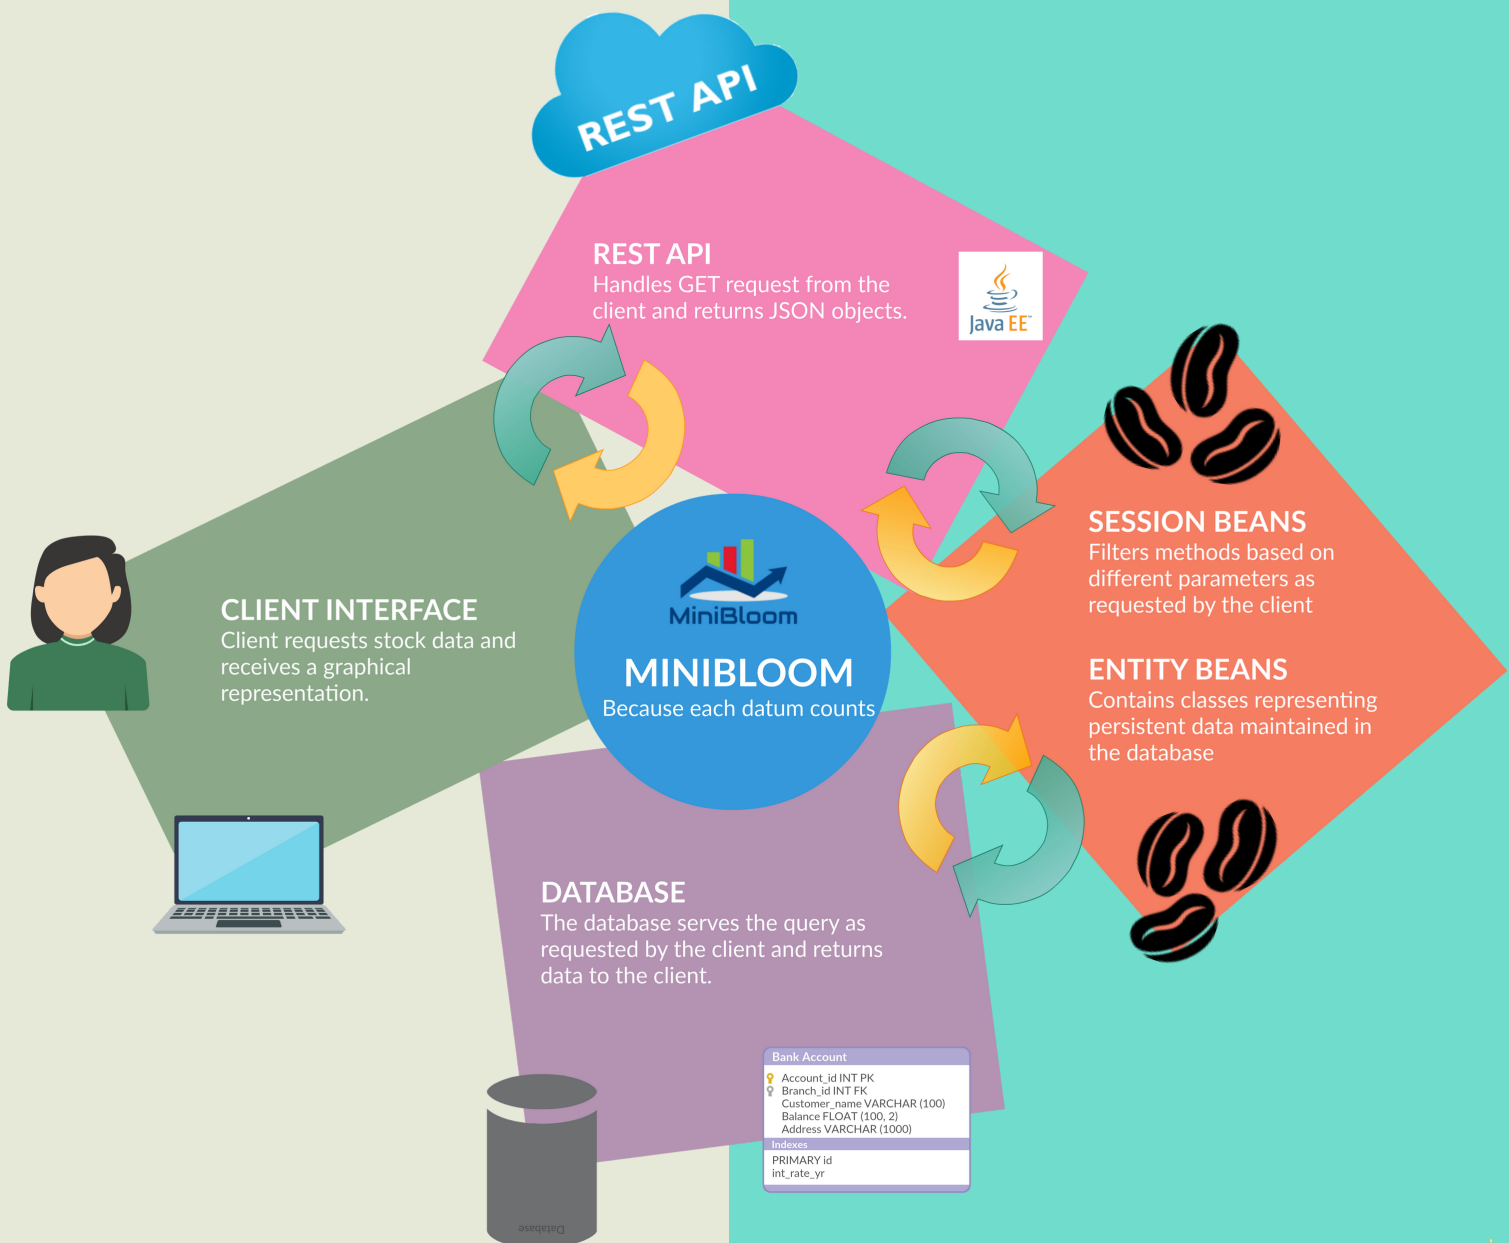 REST API
REST API
Handles GET request from the
client and returns JSON objects.
Java EE™
SESSION BEANS
Filters methods based on
different parameters as
requested by the client
CLIENT INTERFACE
Client requests stock data and
receives a graphical
representation.
MiniBloom
MINIBLOOM
Because each datum counts
ENTITY BEANS
Contains classes representing
persistent data maintained in
the database
DATABASE
The database serves the query as
requested by the client and returns
data to the client.
Bank Account
Account_id INT PK
Branch_id INT FK
Customer_name VARCHAR (100)
Balance FLOAT (100, 2)
Address VARCHAR (1000)
Indexes
PRIMARY id
int_rate_yr
Database